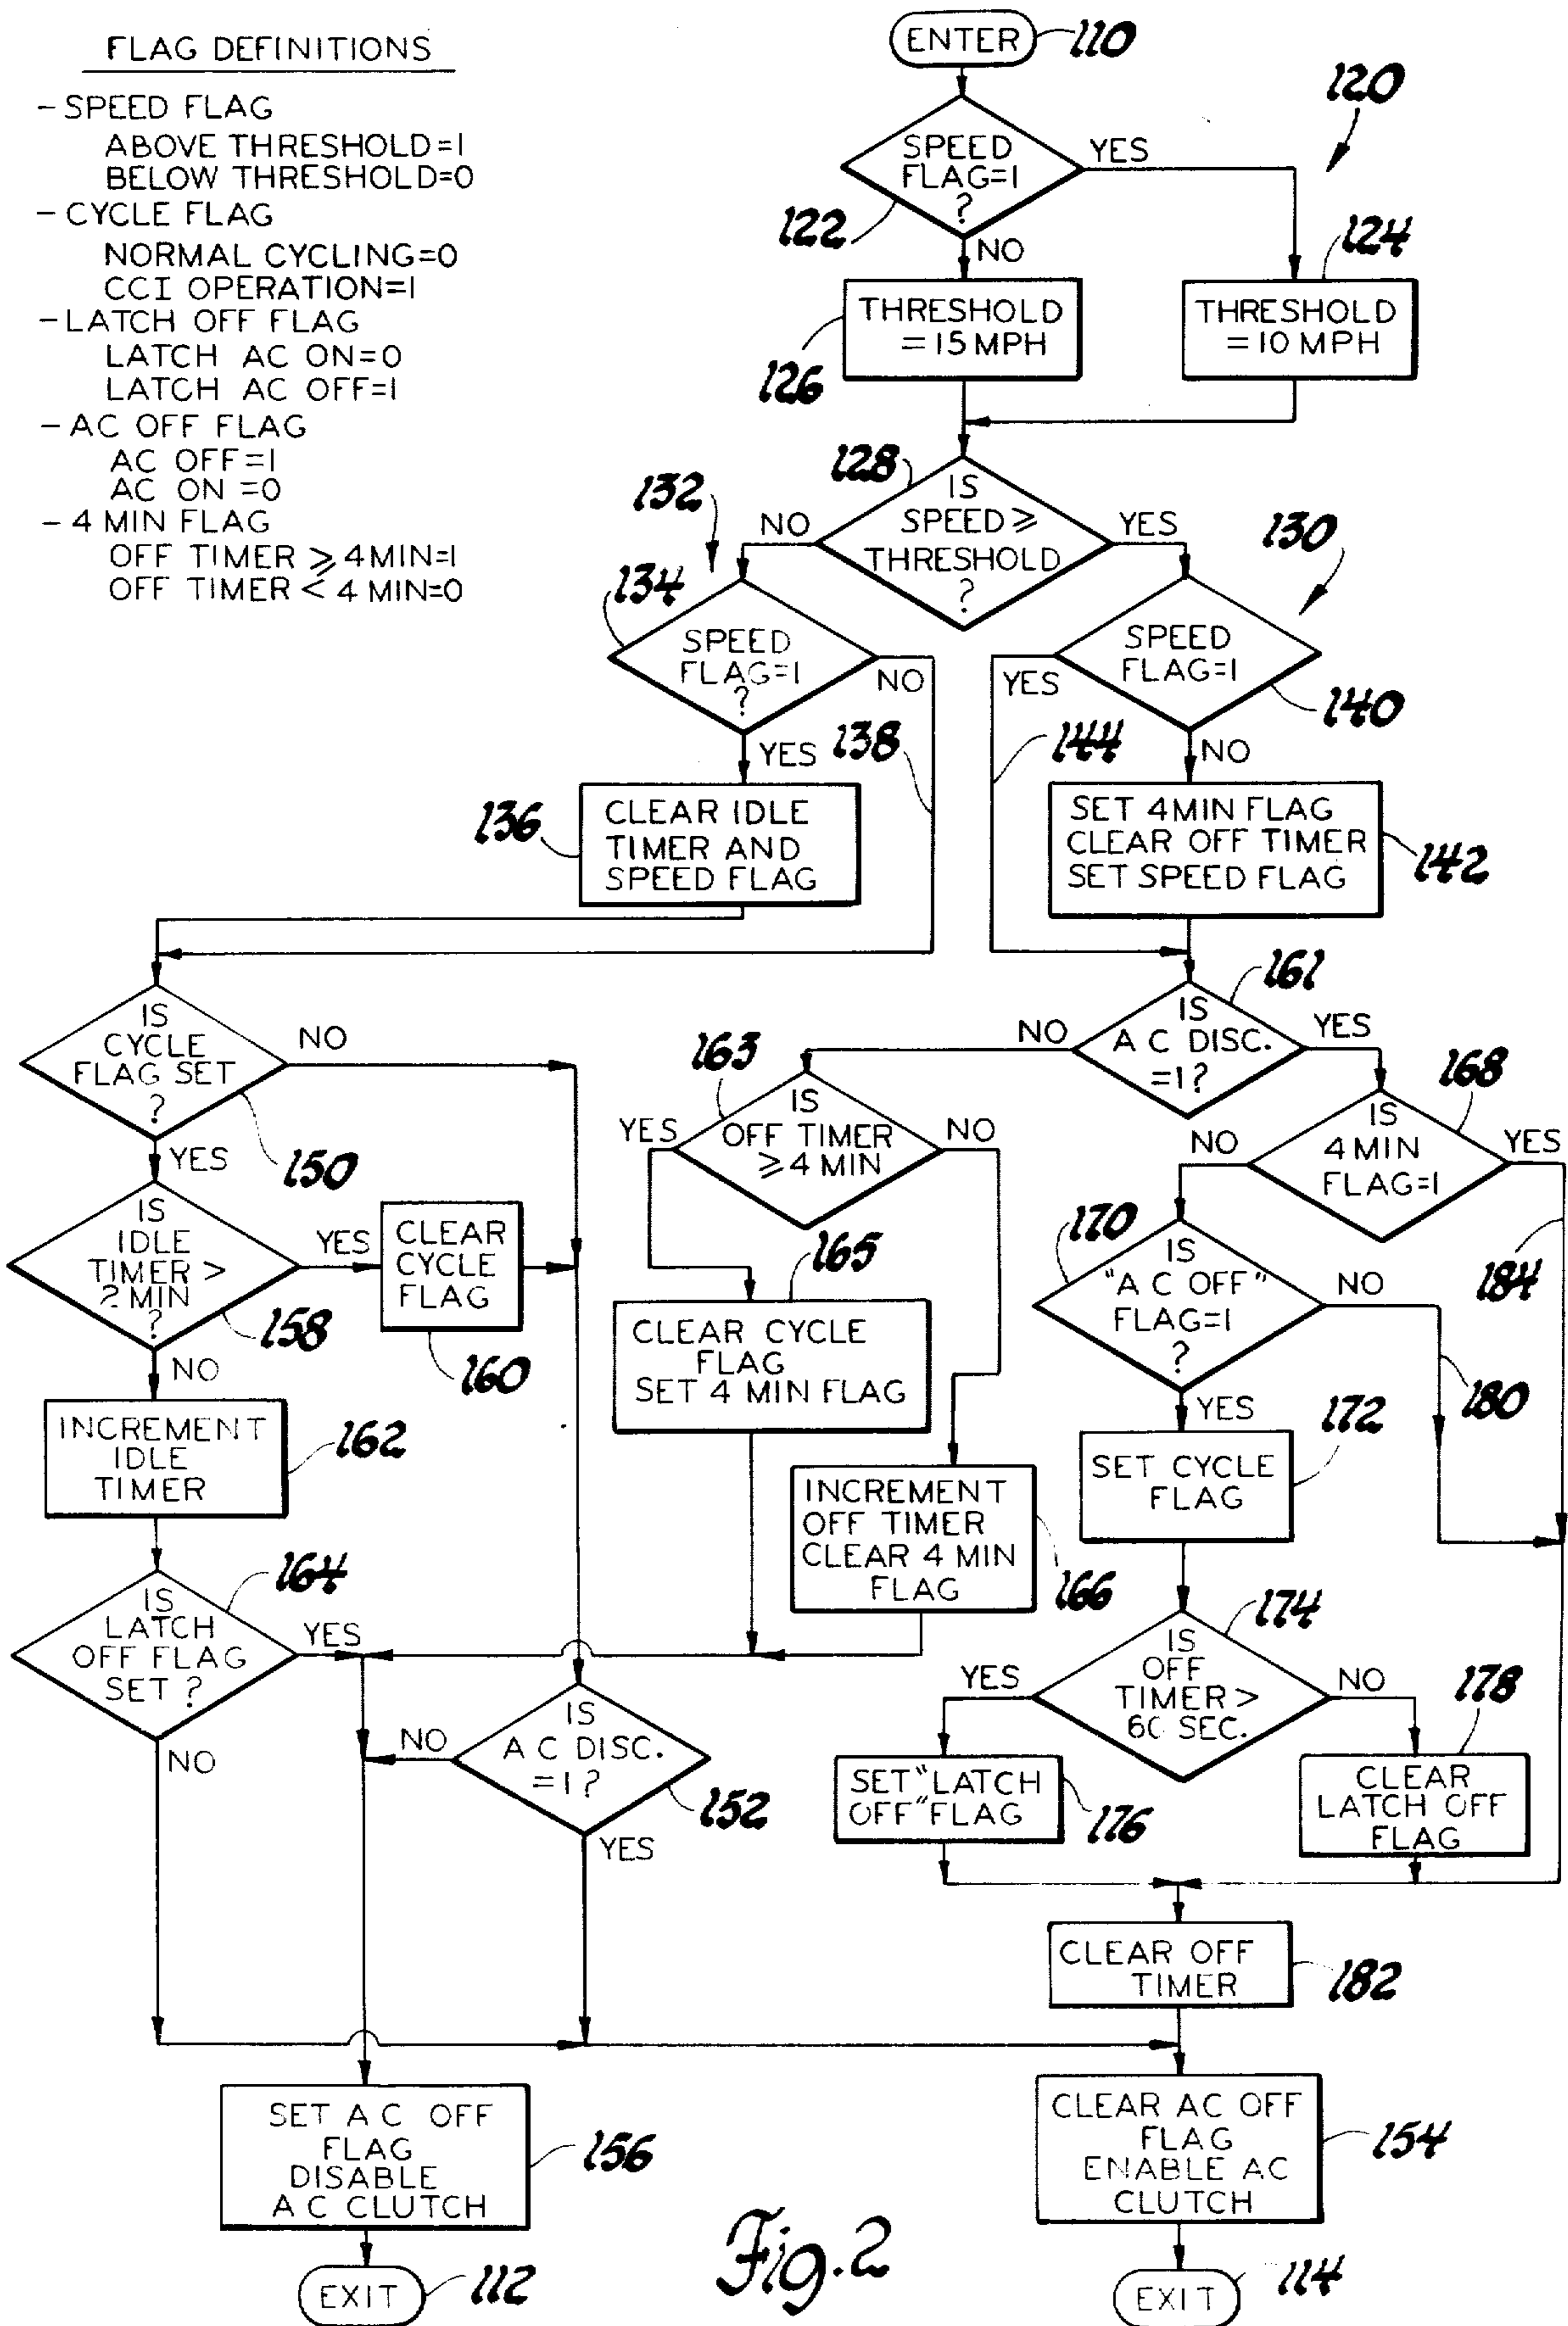 FLAG DEFINITIONS
- SPEED FLAG
ABOVE THRESHOLD=1
BELOW THRESHOLD=0
- CYCLE FLAG
NORMAL CYCLING=0
CCI OPERATION=1
- LATCH OFF FLAG
LATCH AC ON=0
LATCH AC OFF=1
- AC OFF FLAG
AC OFF=1
AC ON =0
- 4 MIN FLAG
OFF TIMER ⩾ 4 MIN=1
OFF TIMER < 4 MIN=0
ENTER
110
120
SPEED
FLAG=1
?
YES
122
NO
124
THRESHOLD
=15 MPH
126
THRESHOLD
=10 MPH
128
IS
SPEED ⩾
THRESHOLD
?
NO
YES
132
130
134
SPEED
FLAG=1
?
NO
YES
138
SPEED
FLAG=1
YES
140
144
NO
136
CLEAR IDLE
TIMER AND
SPEED FLAG
SET 4MIN FLAG
CLEAR OFF TIMER
SET SPEED FLAG
142
IS
CYCLE
FLAG SET
?
NO
150
YES
161
IS
A C DISC.
=1?
NO
YES
163
IS
OFF TIMER
⩾4 MIN
YES
NO
168
IS
4 MIN
FLAG=1
NO
YES
184
IS
IDLE
TIMER >
2 MIN
?
YES
158
NO
CLEAR
CYCLE
FLAG
160
165
CLEAR CYCLE
FLAG
SET 4 MIN FLAG
170
IS
"A C OFF"
FLAG=1
?
NO
180
YES
172
SET CYCLE
FLAG
INCREMENT
IDLE
TIMER
162
INCREMENT
OFF TIMER
CLEAR 4 MIN
FLAG
166
164
IS
LATCH
OFF FLAG
SET ?
YES
NO
IS
A C DISC.
=1?
NO
152
YES
174
IS
OFF
TIMER >
60 SEC.
YES
NO
178
SET "LATCH
OFF" FLAG
176
CLEAR
LATCH OFF
FLAG
CLEAR OFF
TIMER
182
SET A C OFF
FLAG
DISABLE
A C CLUTCH
156
CLEAR AC OFF
FLAG
ENABLE AC
CLUTCH
154
EXIT
112
Fig. 2
EXIT
114